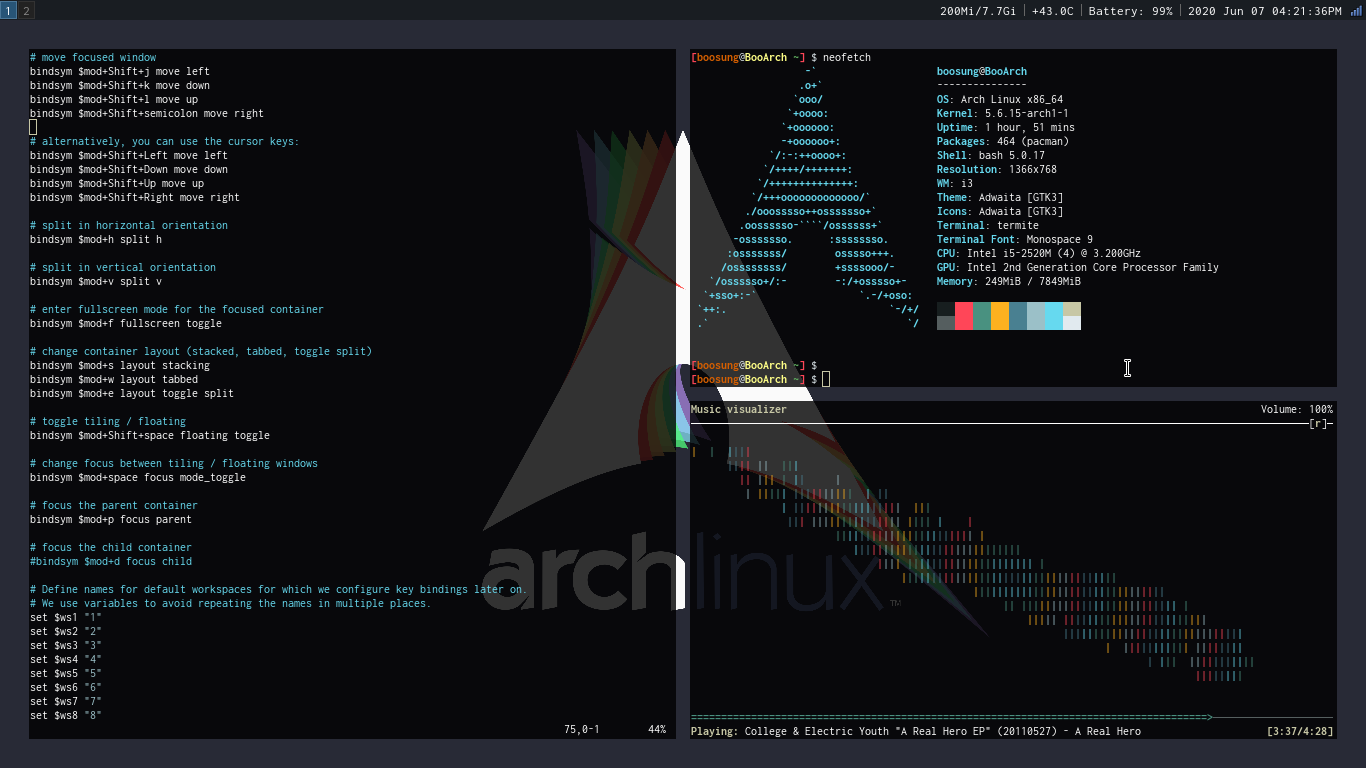 1 2 200Mi/7.7Gi | +43.0C | Battery: 99% | 2020 Jun 07 04:21:36PM
# move focused window
bindsym $mod+Shift+j move left
bindsym $mod+Shift+k move down
bindsym $mod+Shift+l move up
bindsym $mod+Shift+semicolon move right
# alternatively, you can use the cursor keys:
bindsym $mod+Shift+Left move left
bindsym $mod+Shift+Down move down
bindsym $mod+Shift+Up move up
bindsym $mod+Shift+Right move right
# split in horizontal orientation
bindsym $mod+h split h
# split in vertical orientation
bindsym $mod+v split v
# enter fullscreen mode for the focused container
bindsym $mod+f fullscreen toggle
# change container layout (stacked, tabbed, toggle split)
bindsym $mod+s layout stacking
bindsym $mod+w layout tabbed
bindsym $mod+e layout toggle split
# toggle tiling / floating
bindsym $mod+Shift+space floating toggle
# change focus between tiling / floating windows
bindsym $mod+space focus mode_toggle
# focus the parent container
bindsym $mod+p focus parent
# focus the child container
#bindsym $mod+d focus child
# Define names for default workspaces for which we configure key bindings later on.
# We use variables to avoid repeating the names in multiple places.
set $ws1 "1"
set $ws2 "2"
set $ws3 "3"
set $ws4 "4"
set $ws5 "5"
set $ws6 "6"
set $ws7 "7"
set $ws8 "8"
75,0-1 44%
[boosung@BooArch ~] $ neofetch
boosung@BooArch
---------------
OS: Arch Linux x86_64
Kernel: 5.6.15-arch1-1
Uptime: 1 hour, 51 mins
Packages: 464 (pacman)
Shell: bash 5.0.17
Resolution: 1366x768
WM: i3
Theme: Adwaita [GTK3]
Icons: Adwaita [GTK3]
Terminal: termite
Terminal Font: Monospace 9
CPU: Intel i5-2520M (4) @ 3.200GHz
GPU: Intel 2nd Generation Core Processor Family
Memory: 249MiB / 7849MiB
[boosung@BooArch ~] $
[boosung@BooArch ~] $
Music visualizer Volume: 100%
[r]
Playing: College & Electric Youth "A Real Hero EP" (20110527) - A Real Hero [3:37/4:28]
archlinux™